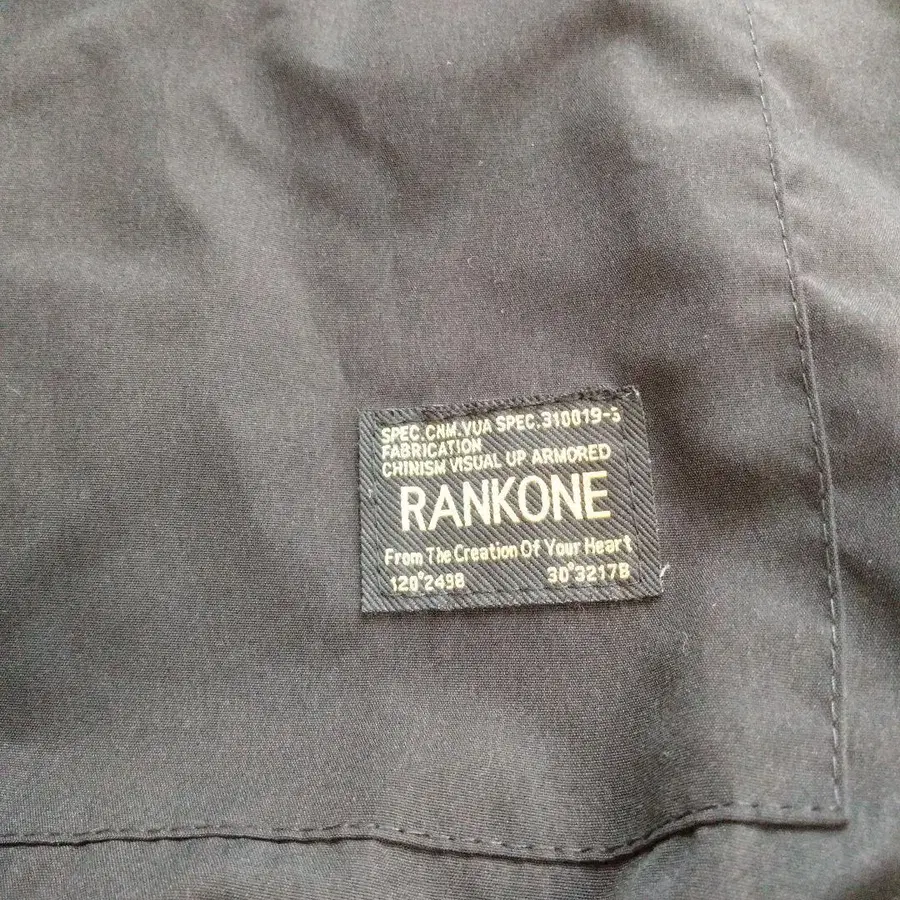 SPEC.CNM.VUA SPEC.310019-S
FABRICATION
CHINISM VISUAL UP ARMORED
RANKONE
From The Creation Of Your Heart
120°2498 30°3217B